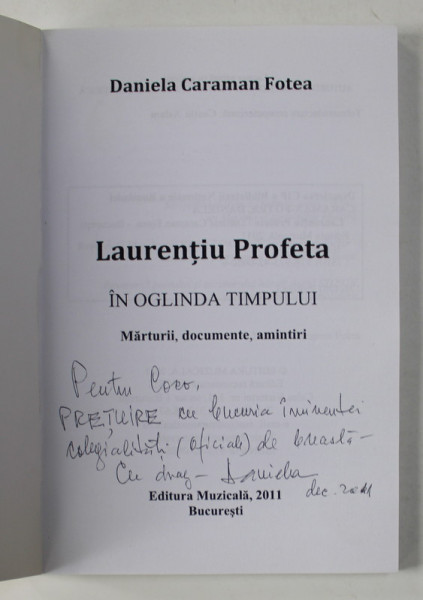 Daniela Caraman Fotea
Laurențiu Profeta
ÎN OGLINDA TIMPULUI
Mărturii, documente, amintiri
Pentru Coco,
PREȚUIRE cu bucuria iminentei
colegialități (oficiale) de breaslă –
Cu drag – Daniela
dec. 2011
Editura Muzicală, 2011
București